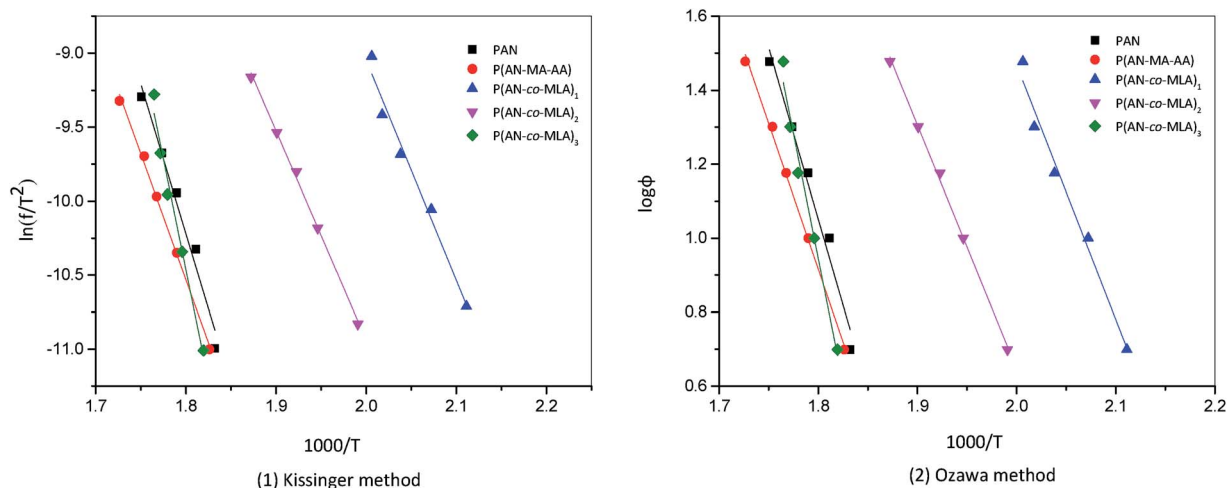 -9.0
-9.5
-10.0
-10.5
-11.0
ln(f/T²)
PAN
P(AN-MA-AA)
P(AN-co-MLA)₁
P(AN-co-MLA)₂
P(AN-co-MLA)₃
1.7 1.8 1.9 2.0 2.1 2.2
1000/T
(1) Kissinger method
1.6
1.4
1.2
1.0
0.8
0.6
logϕ
PAN
P(AN-MA-AA)
P(AN-co-MLA)₁
P(AN-co-MLA)₂
P(AN-co-MLA)₃
1.7 1.8 1.9 2.0 2.1 2.2
1000/T
(2) Ozawa method